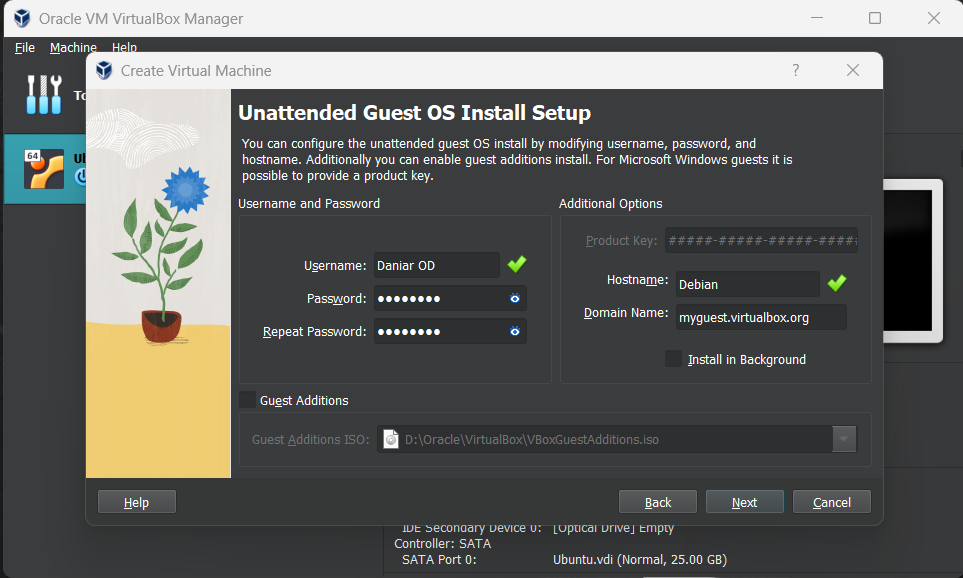 Oracle VM VirtualBox Manager
File Machine Help
Create Virtual Machine ?
64
Unattended Guest OS Install Setup
You can configure the unattended guest OS install by modifying username, password, and
hostname. Additionally you can enable guest additions install. For Microsoft Windows guests it is
possible to provide a product key.
Username and Password
Username: Daniar OD
Password: ●●●●●●●●
Repeat Password: ●●●●●●●●
Additional Options
Product Key: #####-#####-#####-####
Hostname: Debian
Domain Name: myguest.virtualbox.org
Install in Background
Guest Additions
Guest Additions ISO: D:\Oracle\VirtualBox\VBoxGuestAdditions.iso
Help Back Next Cancel
IDE Secondary Device 0: [Optical Drive] Empty
Controller: SATA
SATA Port 0: Ubuntu.vdi (Normal, 25.00 GB)